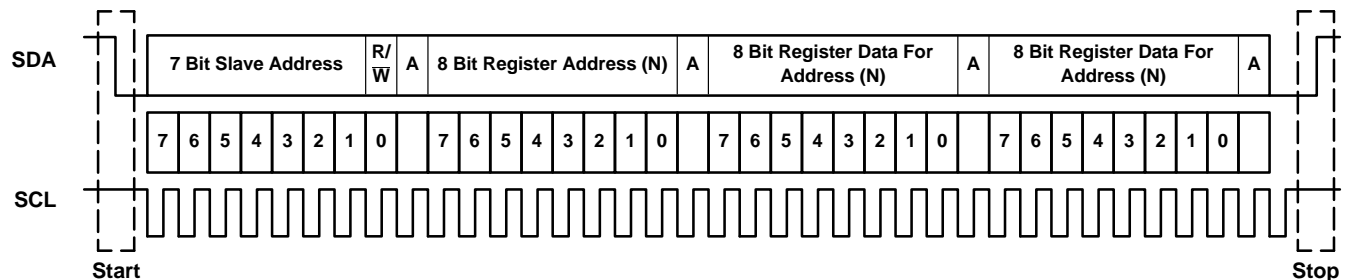 SDA
7 Bit Slave Address R/W A 8 Bit Register Address (N) A 8 Bit Register Data For Address (N) A 8 Bit Register Data For Address (N) A
7 6 5 4 3 2 1 0 7 6 5 4 3 2 1 0 7 6 5 4 3 2 1 0 7 6 5 4 3 2 1 0
SCL
Start Stop